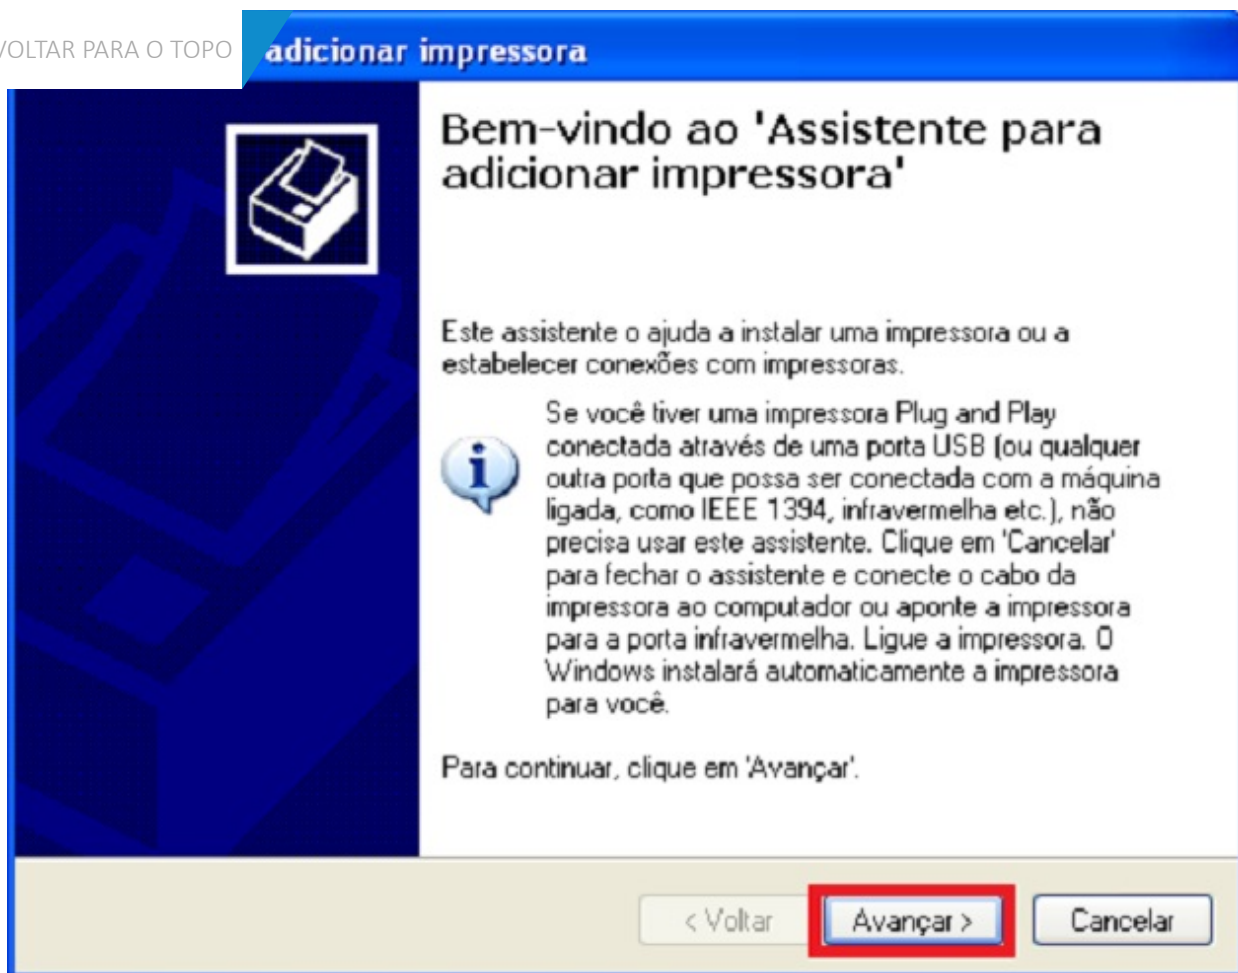 VOLTAR PARA O TOPO
adicionar impressora
Bem-vindo ao 'Assistente para
adicionar impressora'
Este assistente o ajuda a instalar uma impressora ou a
estabelecer conexões com impressoras.
Se você tiver uma impressora Plug and Play
conectada através de uma porta USB (ou qualquer
outra porta que possa ser conectada com a máquina
ligada, como IEEE 1394, infravermelha etc.), não
precisa usar este assistente. Clique em 'Cancelar'
para fechar o assistente e conecte o cabo da
impressora ao computador ou aponte a impressora
para a porta infravermelha. Ligue a impressora. O
Windows instalará automaticamente a impressora
para você.
Para continuar, clique em 'Avançar'.
< Voltar Avançar > Cancelar